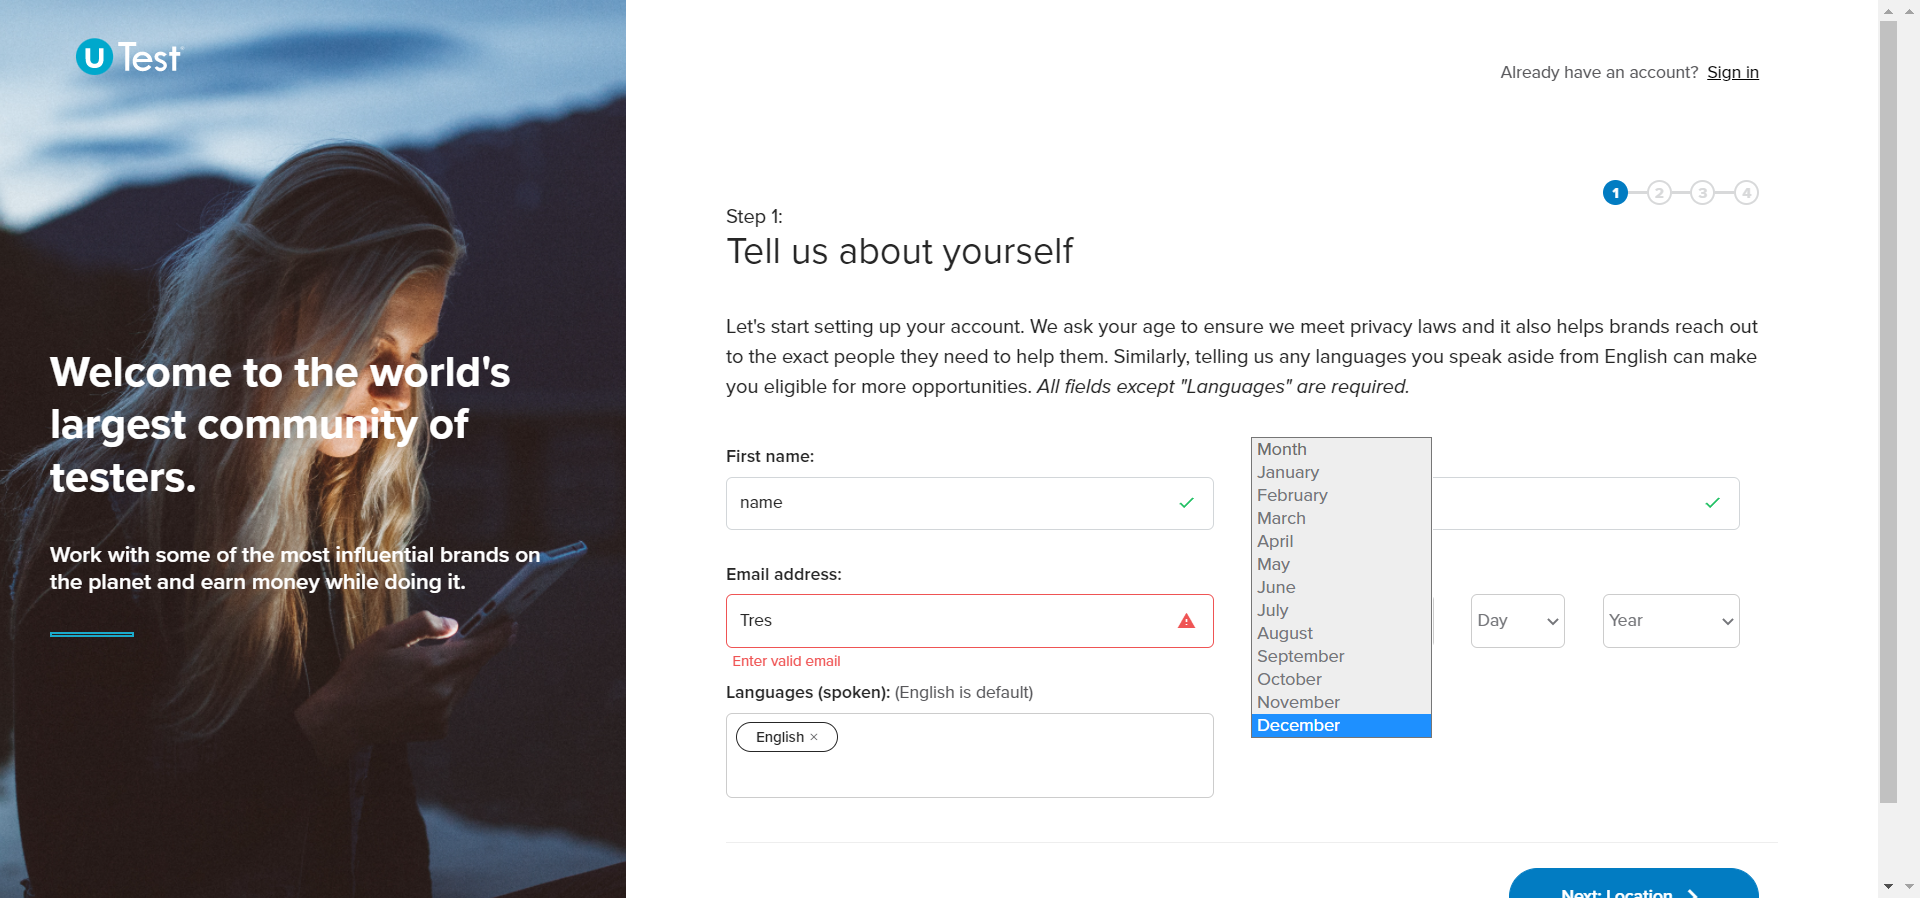 U Test
Already have an account? Sign in
1 2 3 4
Step 1:
Tell us about yourself
Let's start setting up your account. We ask your age to ensure we meet privacy laws and it also helps brands reach out
to the exact people they need to help them. Similarly, telling us any languages you speak aside from English can make
you eligible for more opportunities. All fields except "Languages" are required.
Welcome to the world's
largest community of
testers.
Work with some of the most influential brands on
the planet and earn money while doing it.
First name:
name
Email address:
Tres
Enter valid email
Languages (spoken): (English is default)
English ×
Month
January
February
March
April
May
June
July
August
September
October
November
December
Day
Year
Next: Location